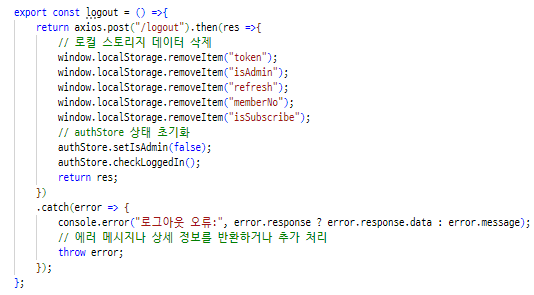 export const logout = () =>{
return axios.post("/logout").then(res =>{
// 로컬 스토리지 데이터 삭제
window.localStorage.removeItem("token");
window.localStorage.removeItem("isAdmin");
window.localStorage.removeItem("refresh");
window.localStorage.removeItem("memberNo");
window.localStorage.removeItem("isSubscribe");
// authStore 상태 초기화
authStore.setIsAdmin(false);
authStore.checkLoggedIn();
return res;
})
.catch(error => {
console.error("로그아웃 오류:", error.response ? error.response.data : error.message);
// 에러 메시지나 상세 정보를 반환하거나 추가 처리
throw error;
});
};